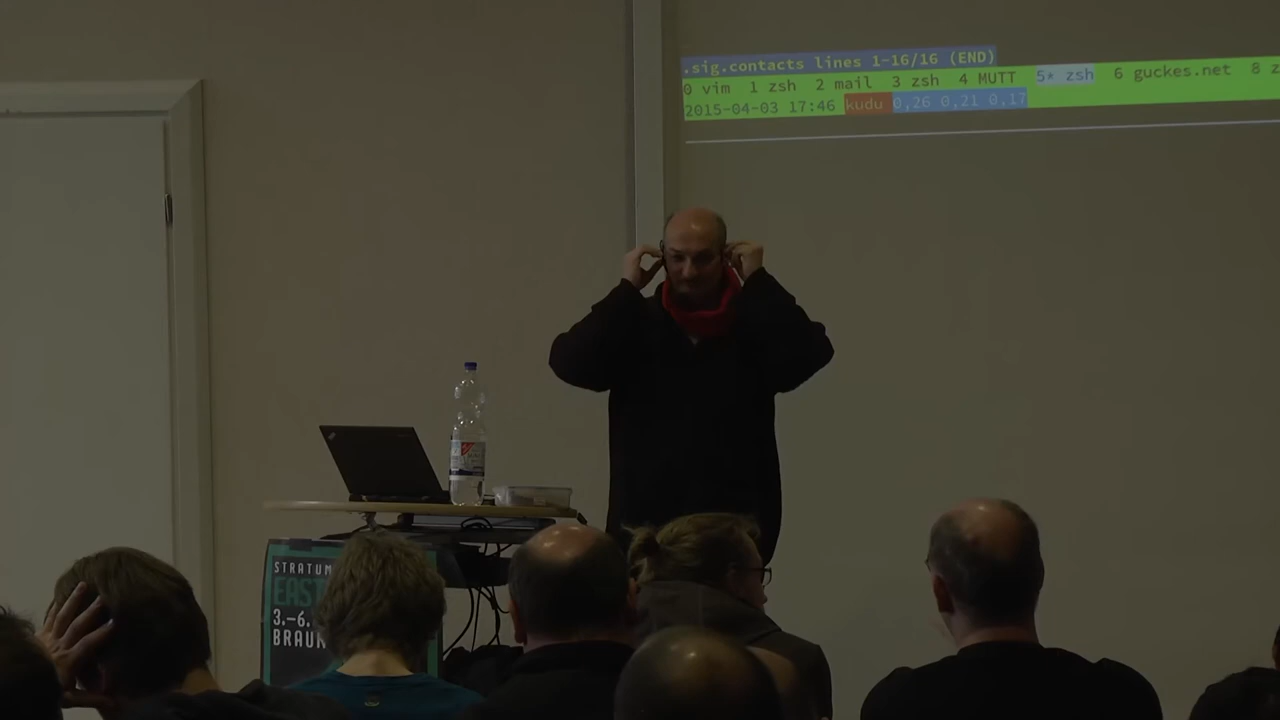 .sig.contacts lines 1-16/16 (END)
0 vim 1 zsh 2 mail 3 zsh 4 MUTT 5* zsh 6 guckes.net 8 z
2015-04-03 17:46 kudu 0,26 0,21 0,17
STRATUM
EAST
3.-6.
BRAUN